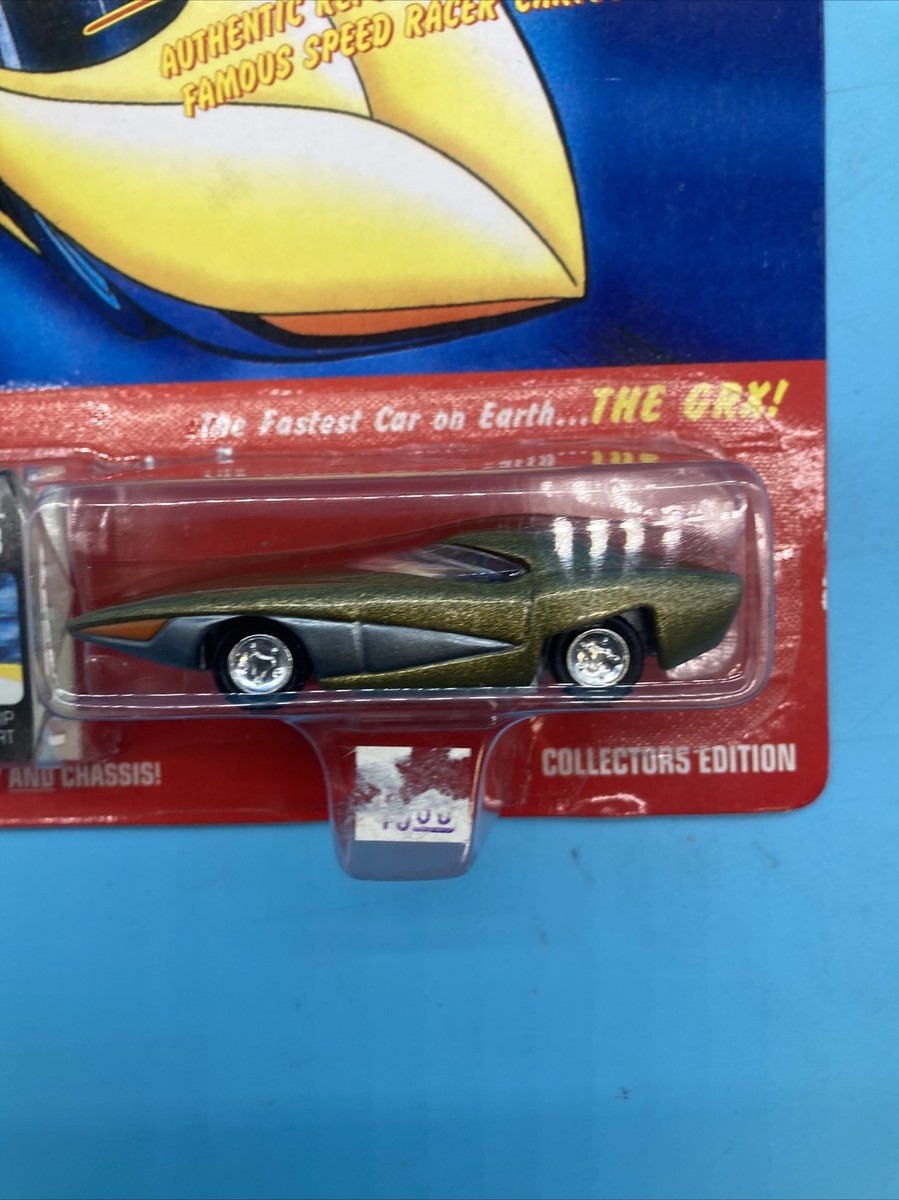 AUTHENTIC
FAMOUS SPEED RACER
The Fastest Car on Earth...THE GRX!
AND CHASSIS!
COLLECTORS EDITION